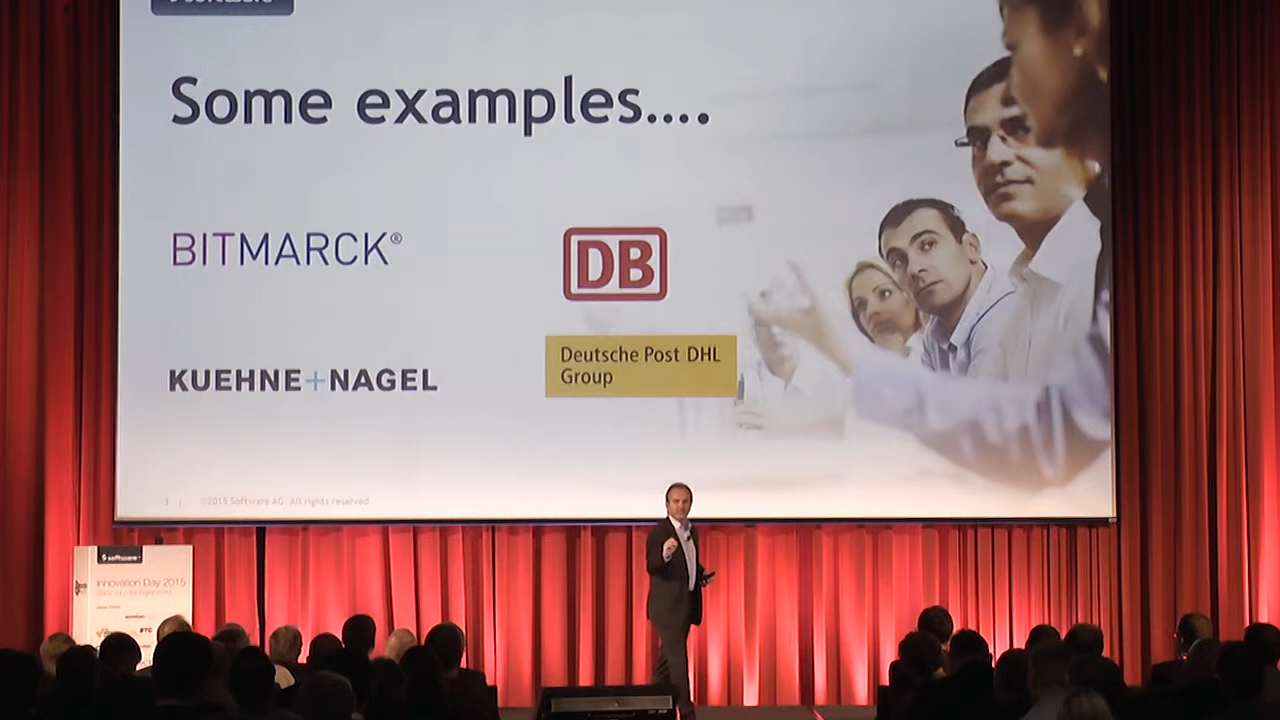 Some examples....
BITMARCK®
DB
KUEHNE+NAGEL
Deutsche Post DHL
Group
3 | ©2015 Software AG. All rights reserved
software
Innovation Day 2015